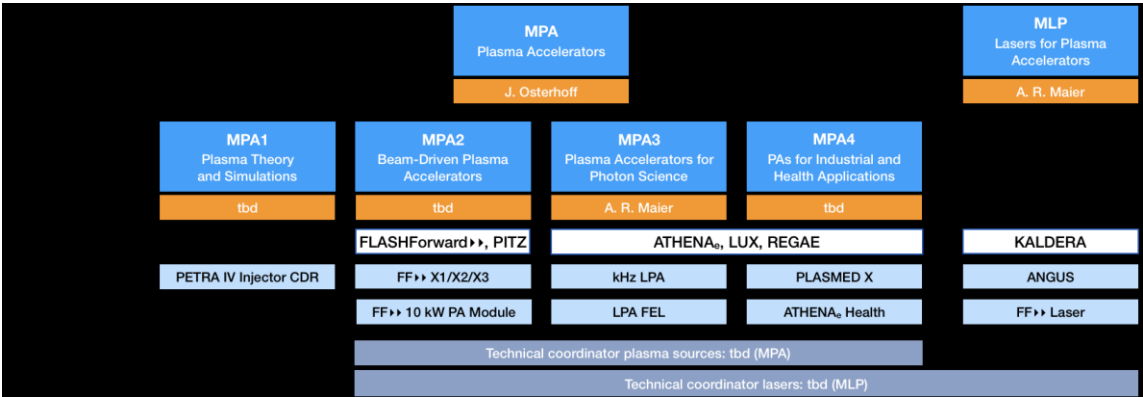 MPA
Plasma Accelerators
J. Osterhoff
MLP
Lasers for Plasma
Accelerators
A. R. Maier
MPA1
Plasma Theory
and Simulations
tbd
MPA2
Beam-Driven Plasma
Accelerators
tbd
MPA3
Plasma Accelerators for
Photon Science
A. R. Maier
MPA4
PAs for Industrial and
Health Applications
tbd
FLASHForward▸▸, PITZ
ATHENAₑ, LUX, REGAE
KALDERA
PETRA IV Injector CDR
FF▸▸ X1/X2/X3
kHz LPA
PLASMED X
ANGUS
FF▸▸ 10 kW PA Module
LPA FEL
ATHENAₑ Health
FF▸▸ Laser
Technical coordinator plasma sources: tbd (MPA)
Technical coordinator lasers: tbd (MLP)